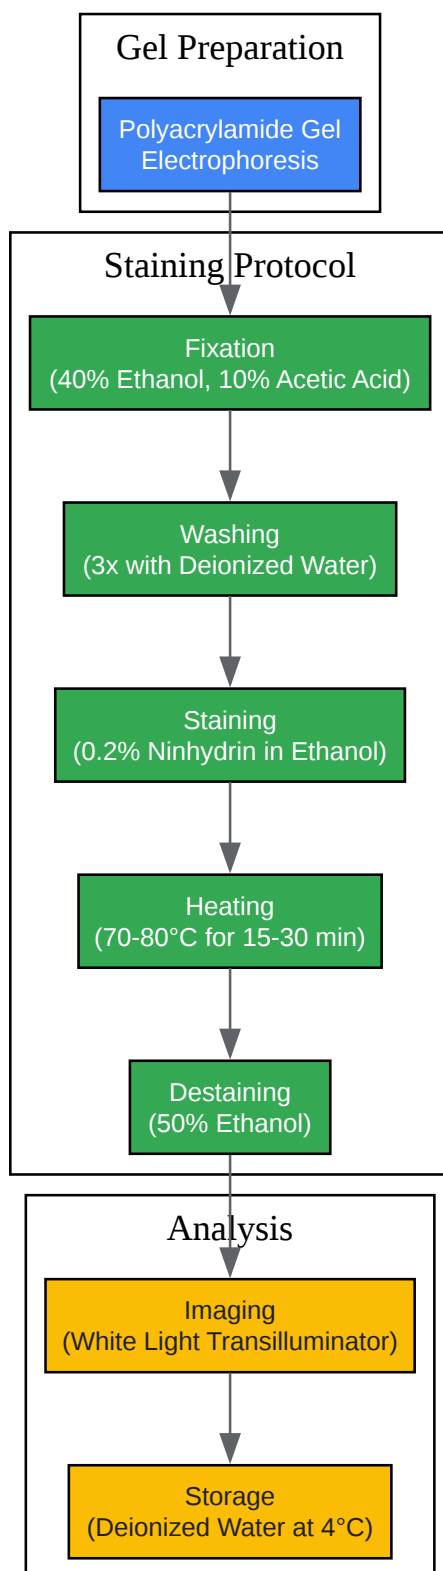 Gel Preparation
Polyacrylamide Gel
Electrophoresis
Staining Protocol
Fixation
(40% Ethanol, 10% Acetic Acid)
Washing
(3x with Deionized Water)
Staining
(0.2% Ninhydrin in Ethanol)
Heating
(70-80°C for 15-30 min)
Destaining
(50% Ethanol)
Analysis
Imaging
(White Light Transilluminator)
Storage
(Deionized Water at 4°C)